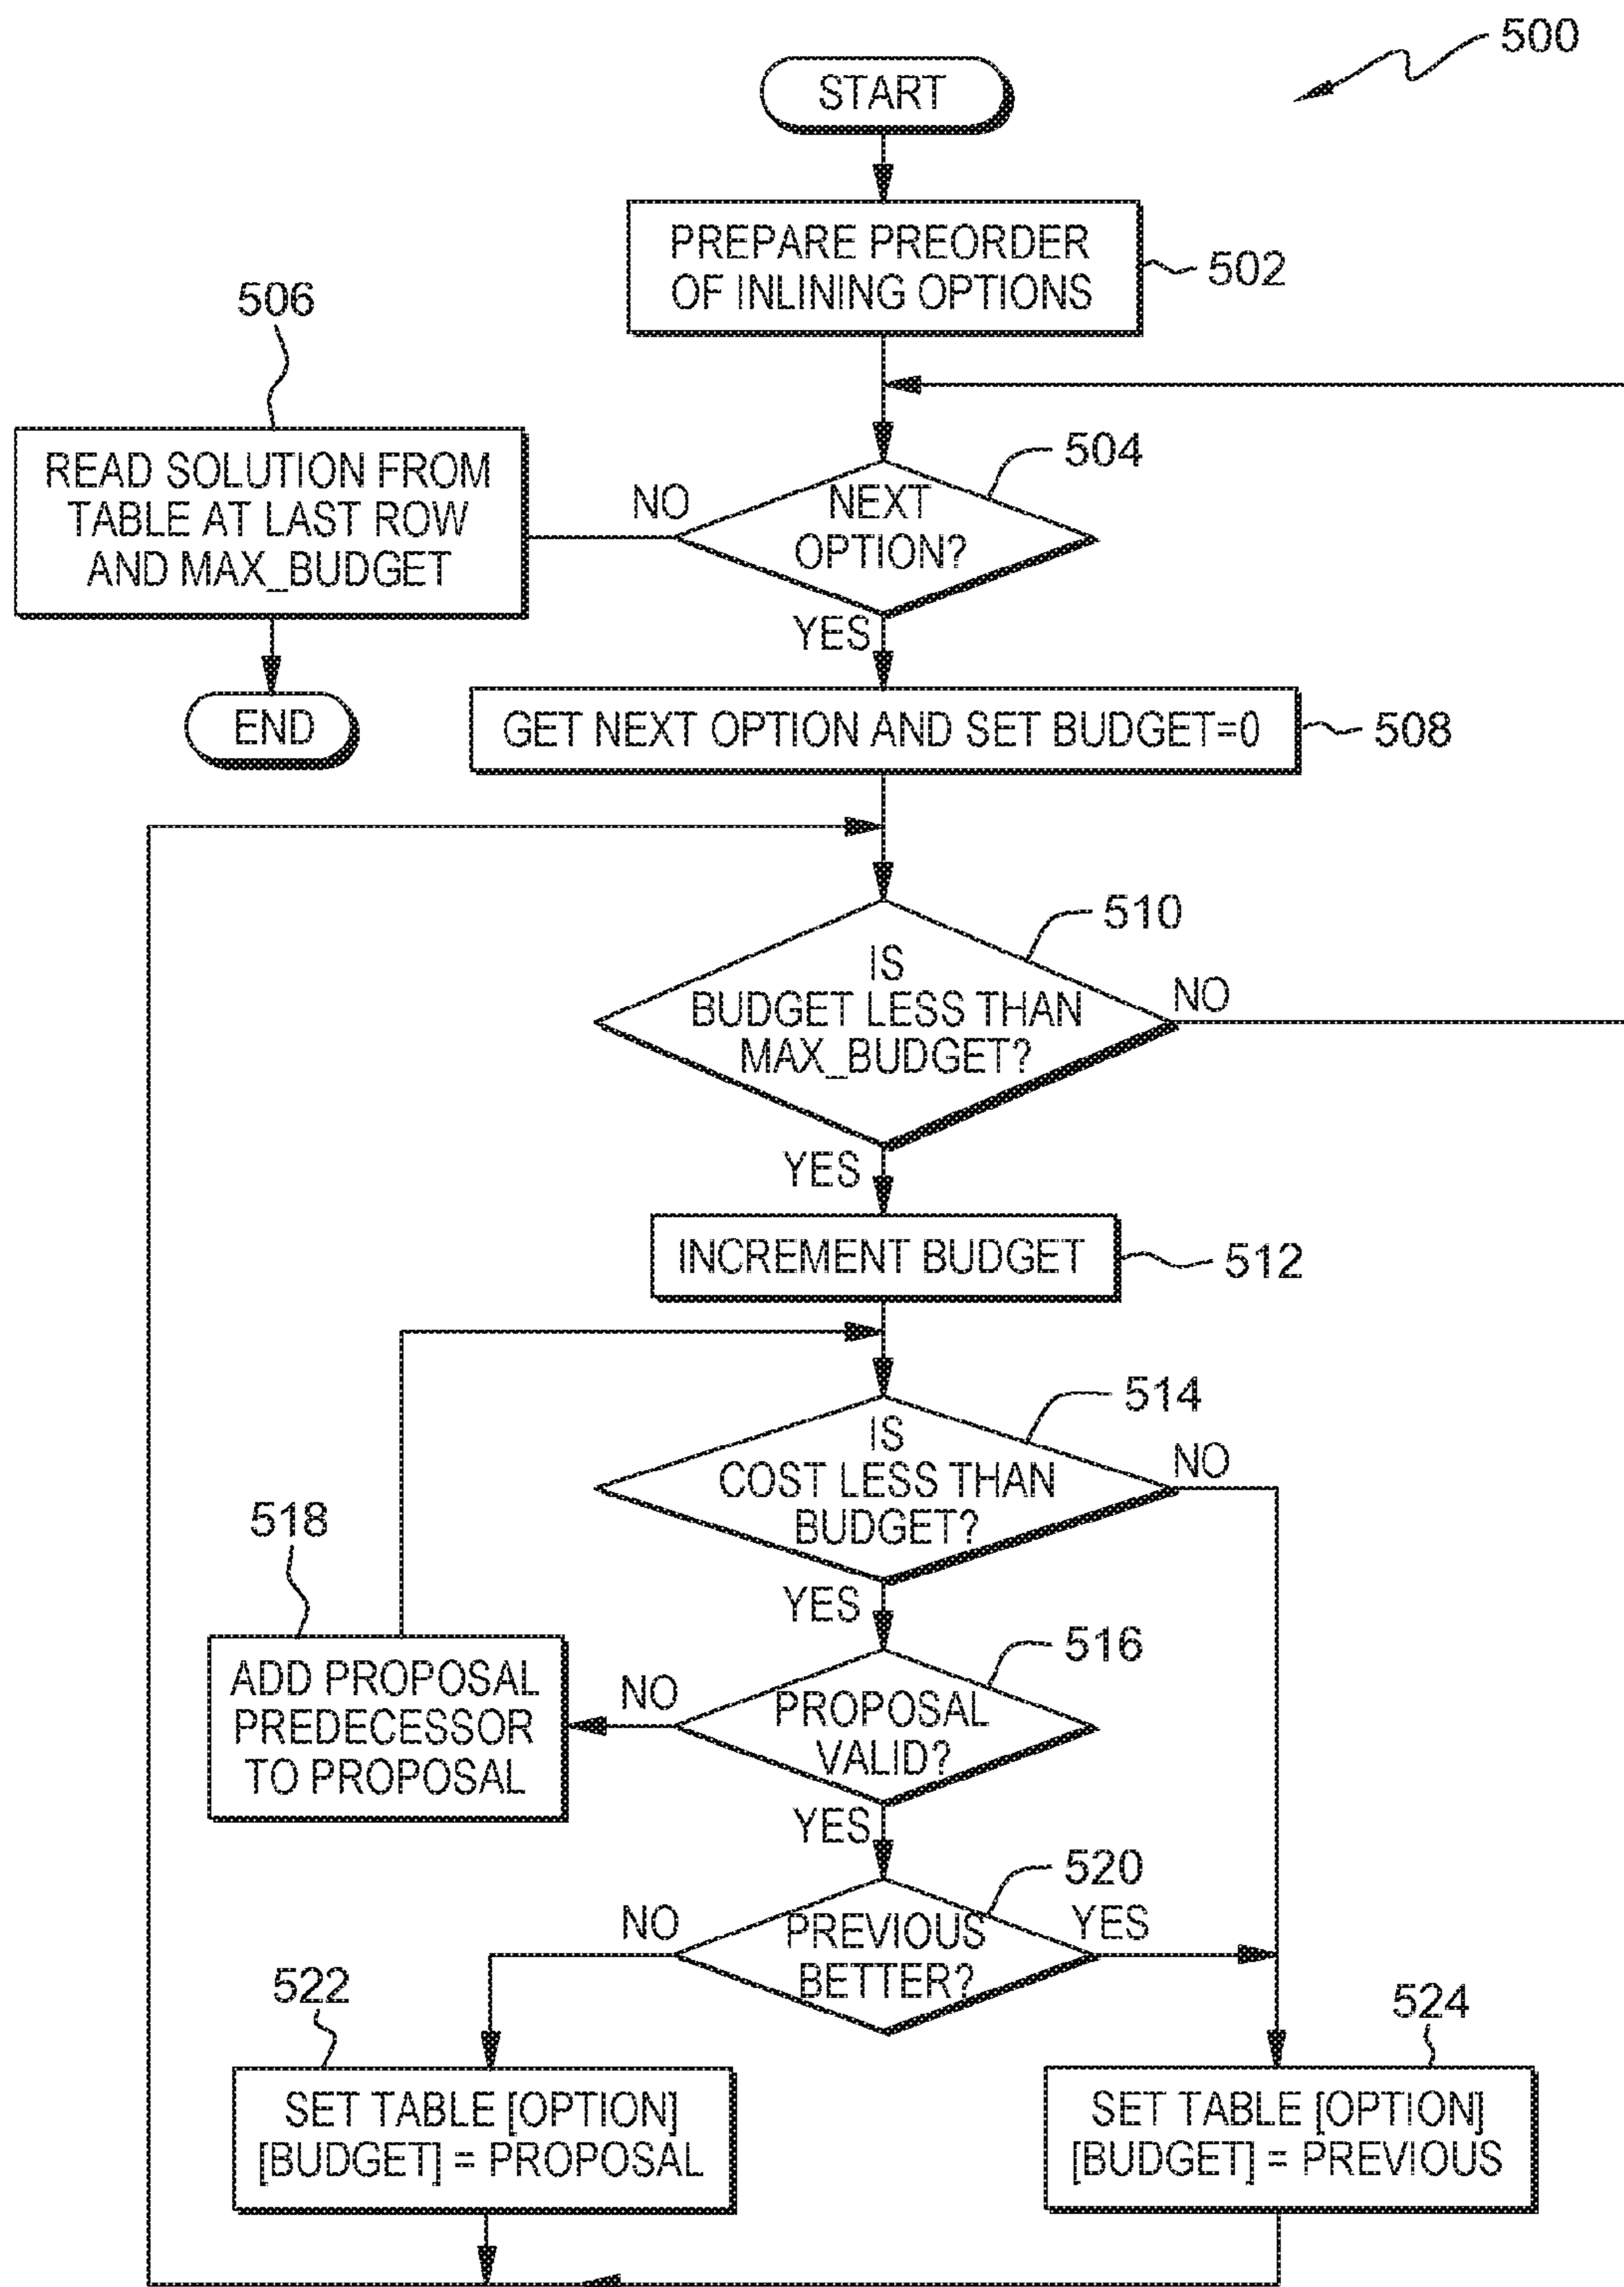 500
START
PREPARE PREORDER
OF INLINING OPTIONS
502
506
READ SOLUTION FROM
TABLE AT LAST ROW
AND MAX_BUDGET
NO
504
NEXT
OPTION?
YES
END
GET NEXT OPTION AND SET BUDGET=0
508
510
IS
BUDGET LESS THAN
MAX_BUDGET?
NO
YES
INCREMENT BUDGET
512
514
IS
COST LESS THAN
BUDGET?
NO
YES
518
ADD PROPOSAL
PREDECESSOR
TO PROPOSAL
NO
516
PROPOSAL
VALID?
YES
520
NO
PREVIOUS
BETTER?
YES
522
SET TABLE [OPTION]
[BUDGET] = PROPOSAL
524
SET TABLE [OPTION]
[BUDGET] = PREVIOUS